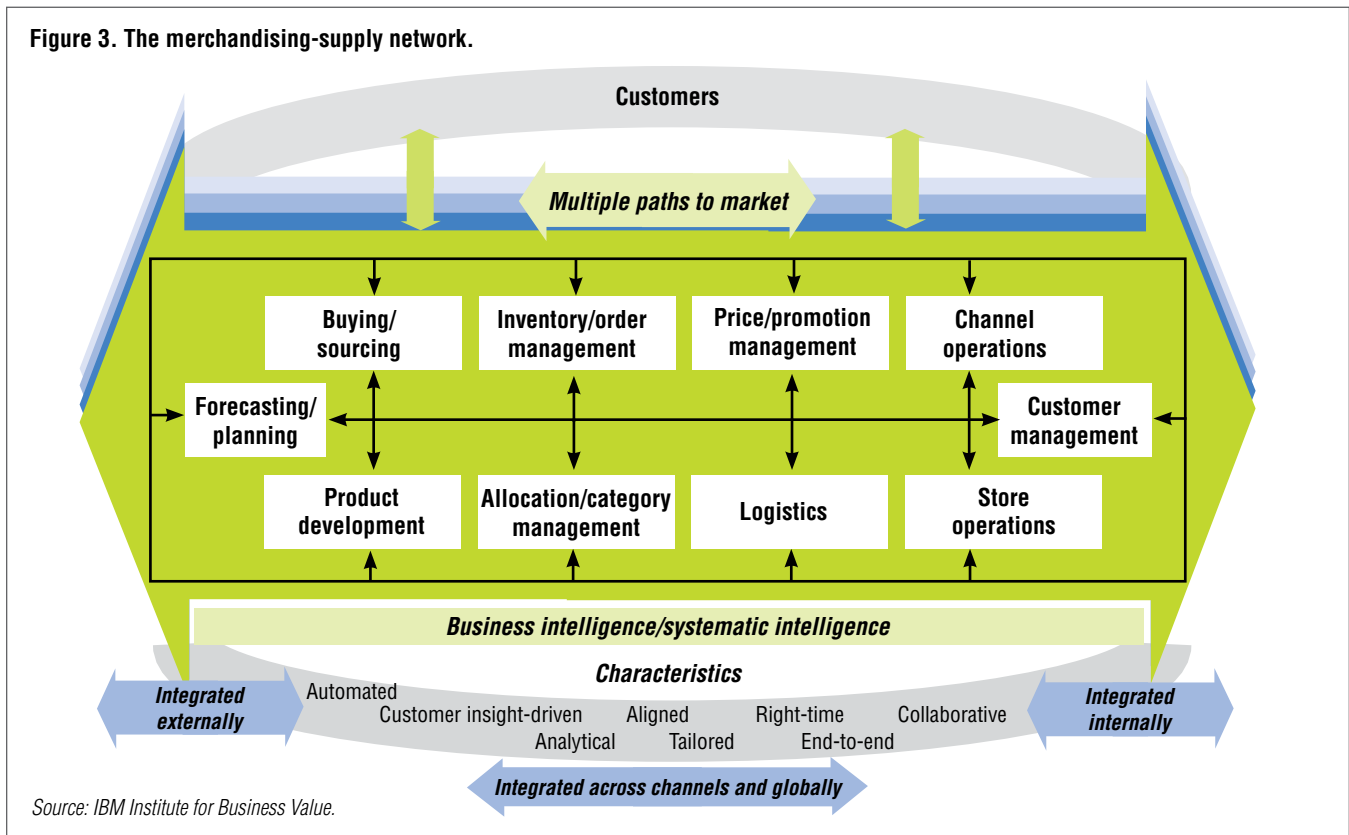 Figure 3. The merchandising-supply network.
Customers
Multiple paths to market
Buying/
sourcing
Inventory/order
management
Price/promotion
management
Channel
operations
Forecasting/
planning
Customer
management
Product
development
Allocation/category
management
Logistics
Store
operations
Business intelligence/systematic intelligence
Characteristics
Integrated
externally
Automated
Customer insight-driven
Aligned
Right-time
Collaborative
Analytical
Tailored
End-to-end
Integrated
internally
Integrated across channels and globally
Source: IBM Institute for Business Value.